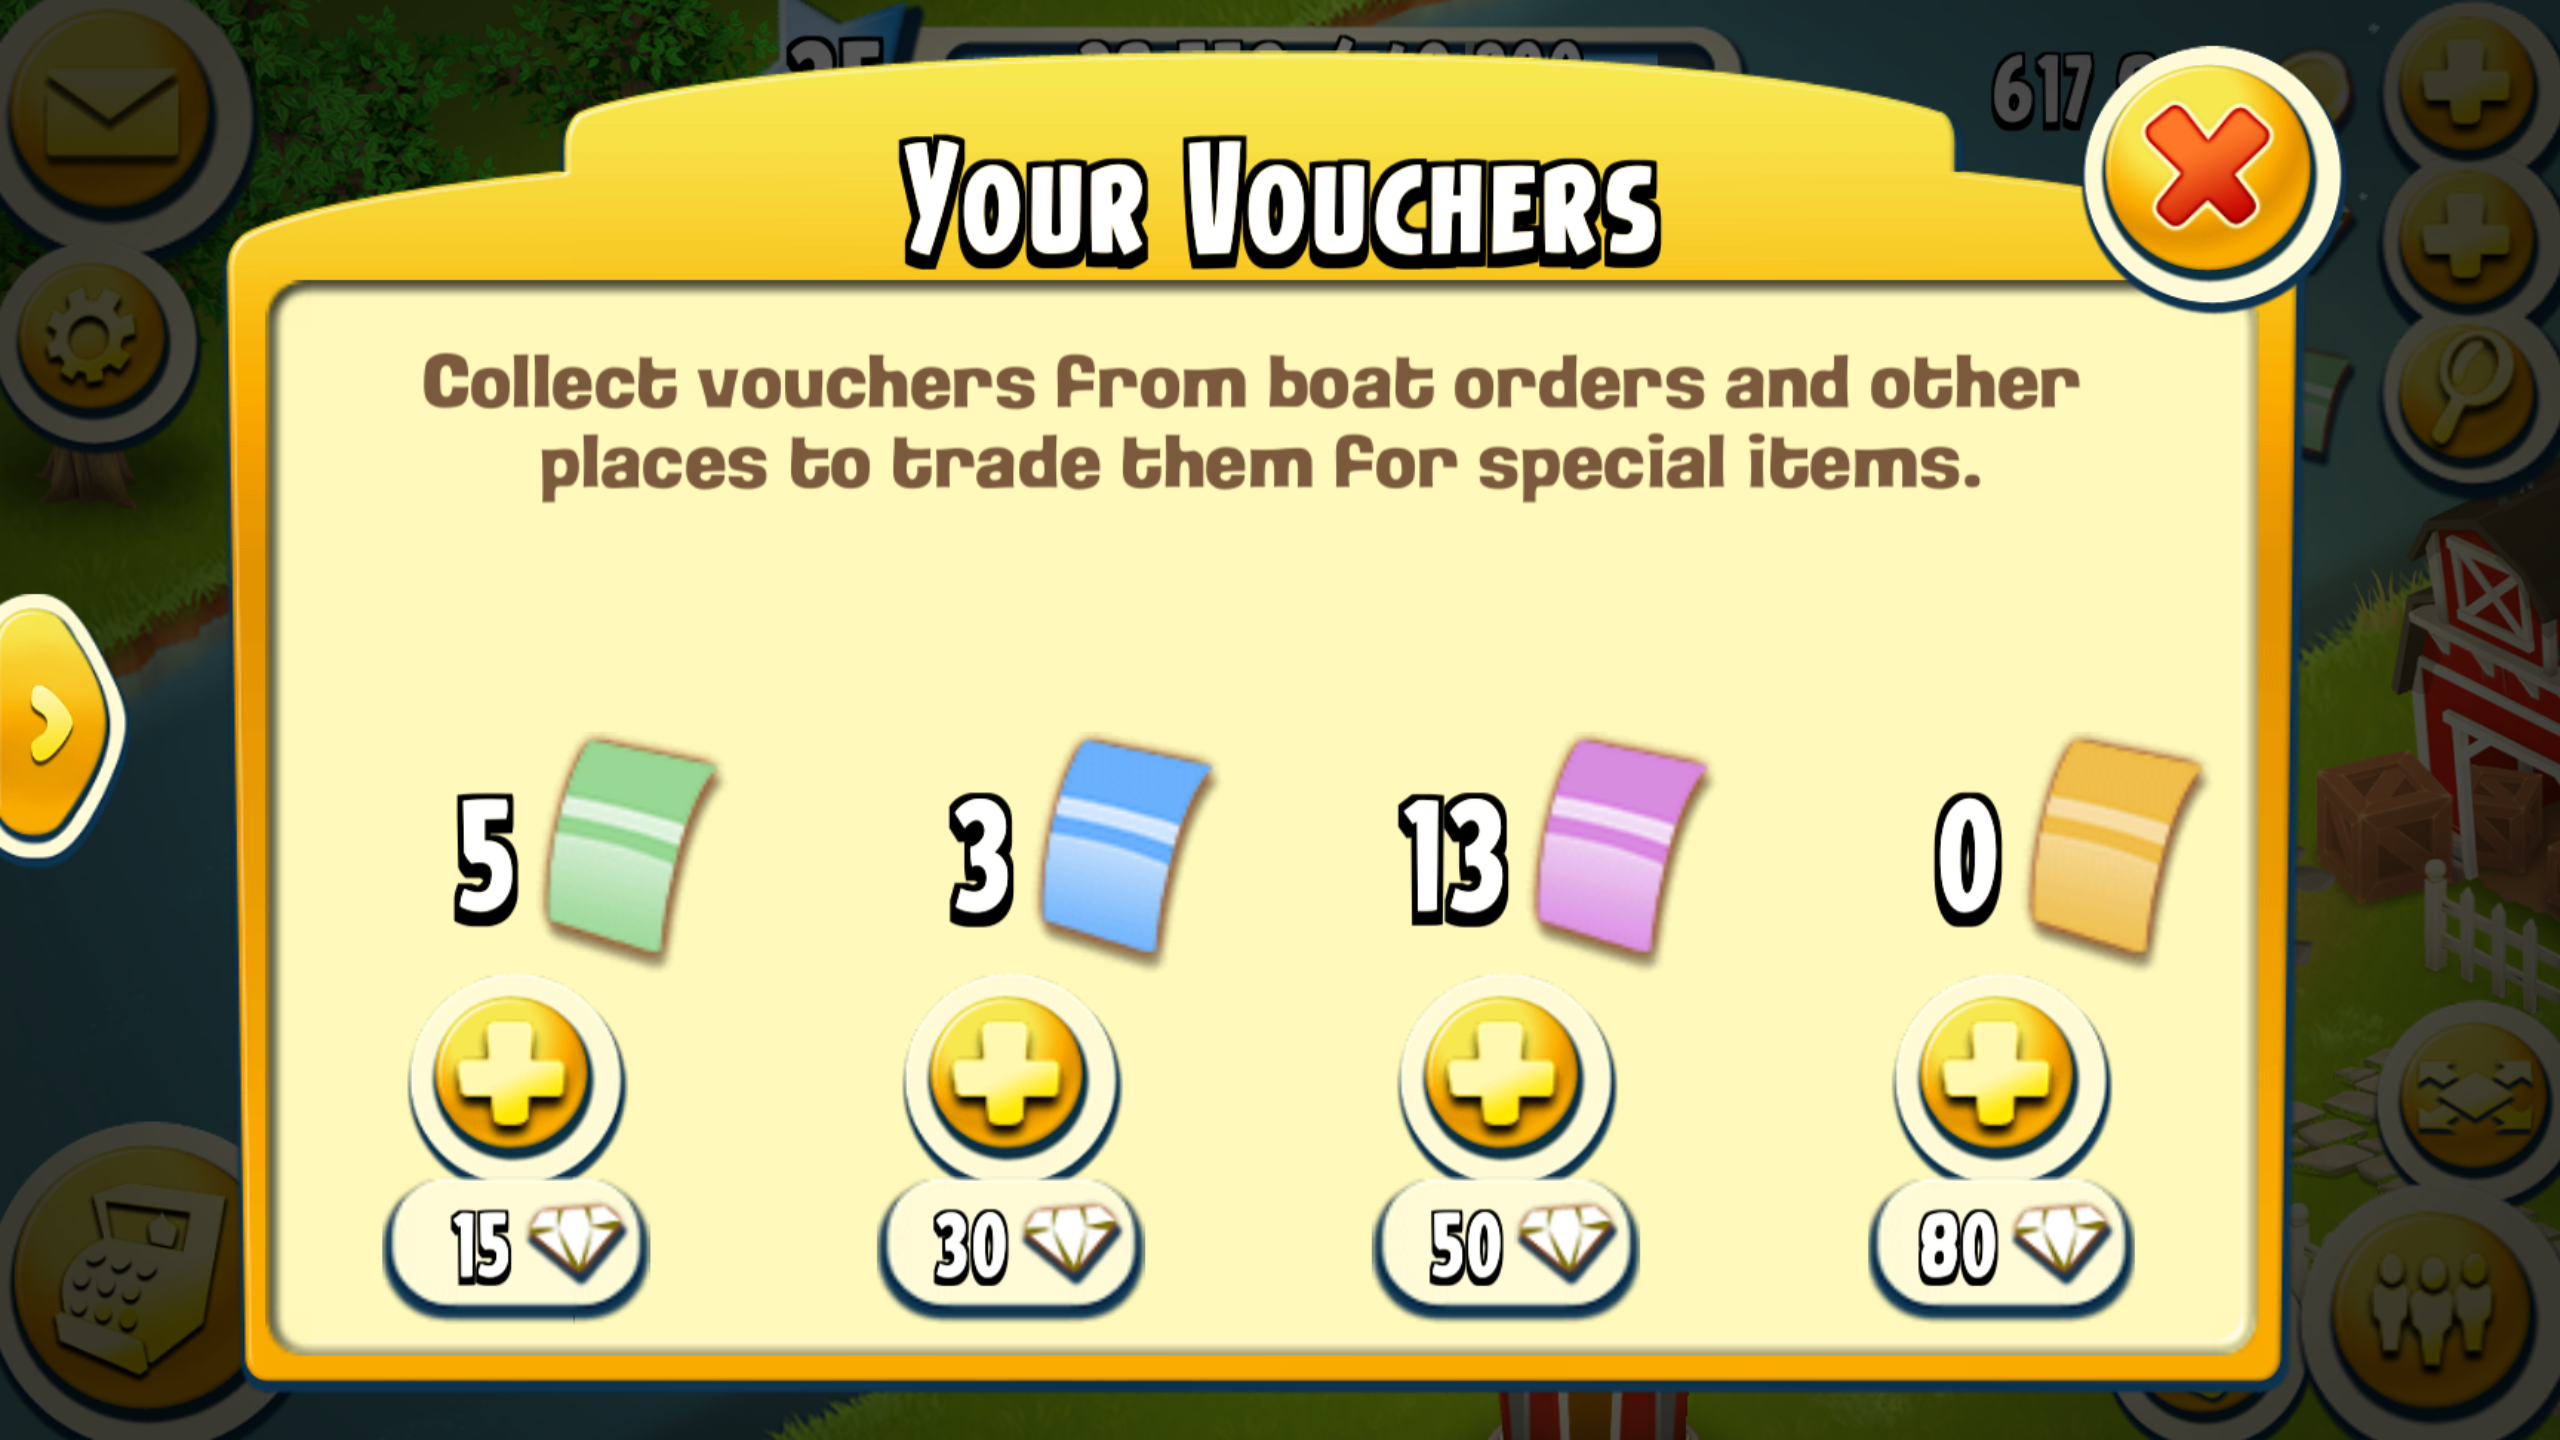 Your Vouchers
Collect vouchers from boat orders and other
places to trade them for special items.
5 3 13 0
15 30 50 80